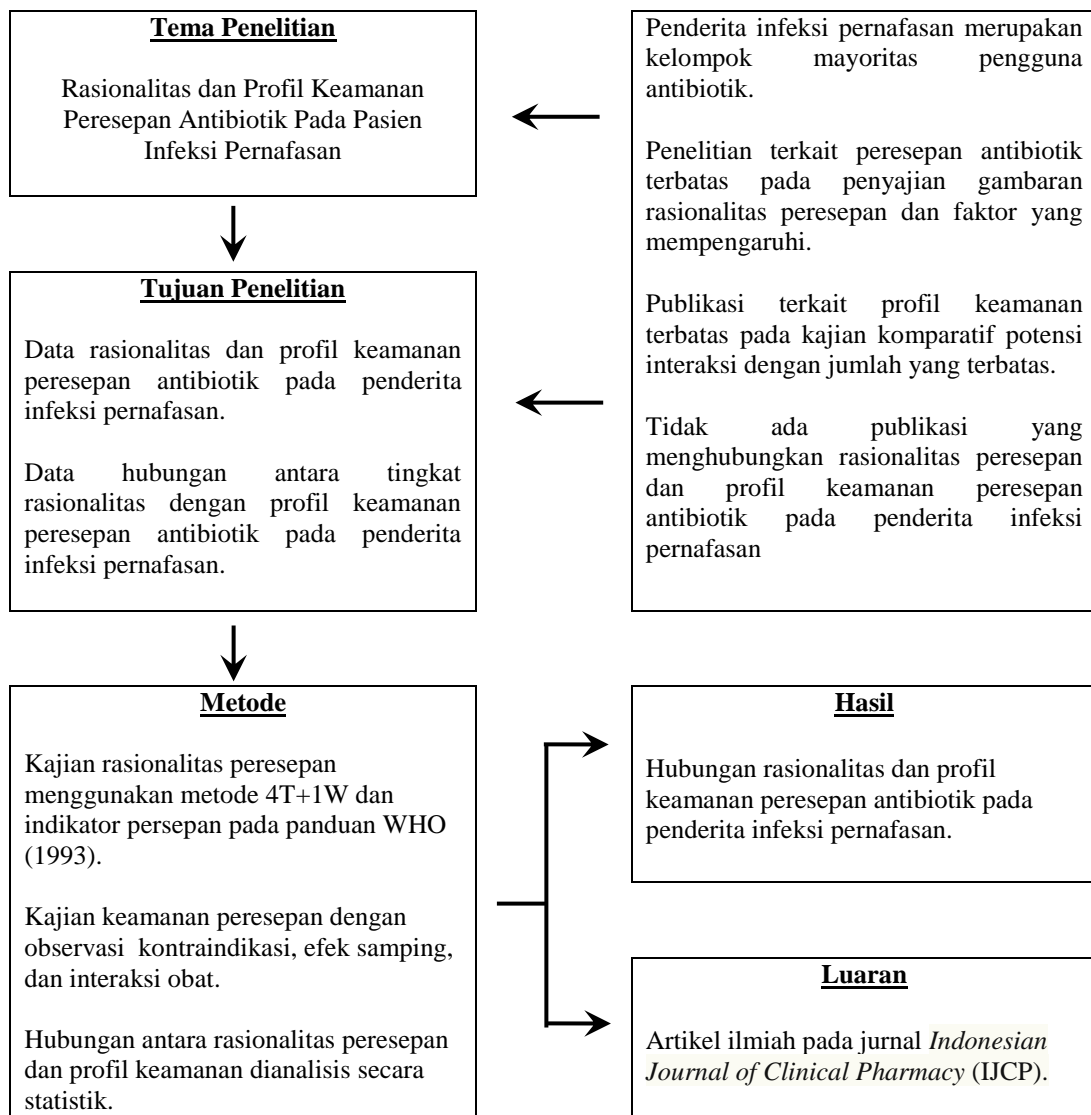 Tema Penelitian
Rasionalitas dan Profil Keamanan
Peresepan Antibiotik Pada Pasien
Infeksi Pernafasan
Penderita infeksi pernafasan merupakan
kelompok mayoritas pengguna
antibiotik.
Penelitian terkait peresepan antibiotik
terbatas pada penyajian gambaran
rasionalitas peresepan dan faktor yang
mempengaruhi.
Publikasi terkait profil keamanan
terbatas pada kajian komparatif potensi
interaksi dengan jumlah yang terbatas.
Tidak ada publikasi yang
menghubungkan rasionalitas peresepan
dan profil keamanan peresepan
antibiotik pada penderita infeksi
pernafasan
Tujuan Penelitian
Data rasionalitas dan profil keamanan
peresepan antibiotik pada penderita
infeksi pernafasan.
Data hubungan antara tingkat
rasionalitas dengan profil keamanan
peresepan antibiotik pada penderita
infeksi pernafasan.
Metode
Kajian rasionalitas peresepan
menggunakan metode 4T+1W dan
indikator persepan pada panduan WHO
(1993).
Kajian keamanan peresepan dengan
observasi kontraindikasi, efek samping,
dan interaksi obat.
Hubungan antara rasionalitas peresepan
dan profil keamanan dianalisis secara
statistik.
Hasil
Hubungan rasionalitas dan profil
keamanan peresepan antibiotik pada
penderita infeksi pernafasan.
Luaran
Artikel ilmiah pada jurnal Indonesian
Journal of Clinical Pharmacy (IJCP).